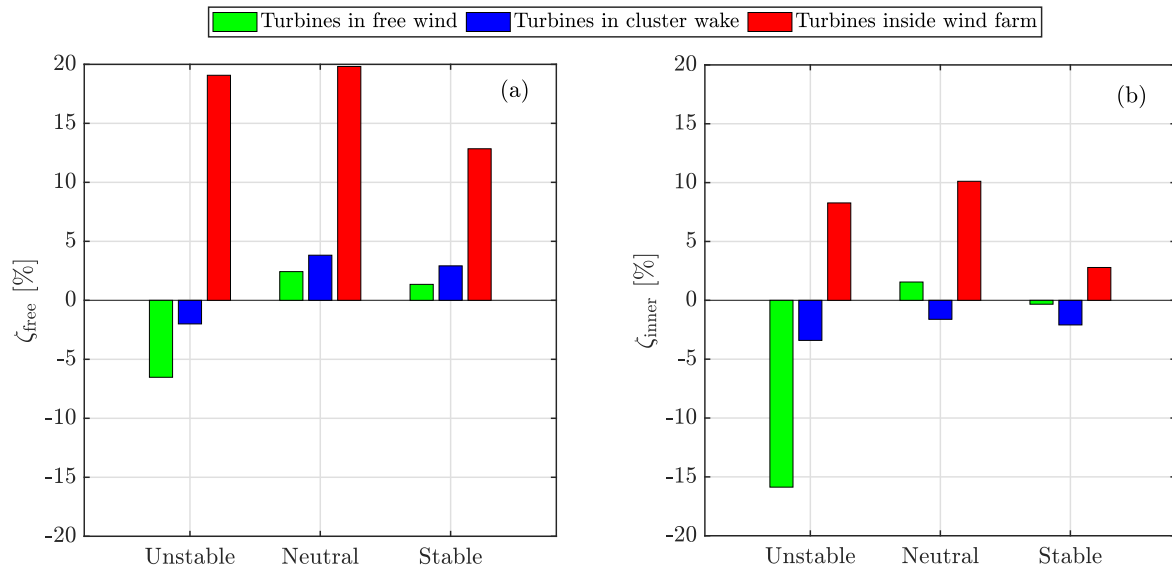 Turbines in free wind Turbines in cluster wake Turbines inside wind farm
(a)
20
15
10
5
0
-5
-10
-15
-20
ζfree [%]
Unstable Neutral Stable
(b)
20
15
10
5
0
-5
-10
-15
-20
ζinner [%]
Unstable Neutral Stable